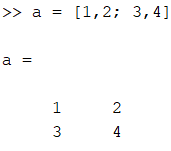 >> a = [1,2; 3,4]
a =
1 2
3 4